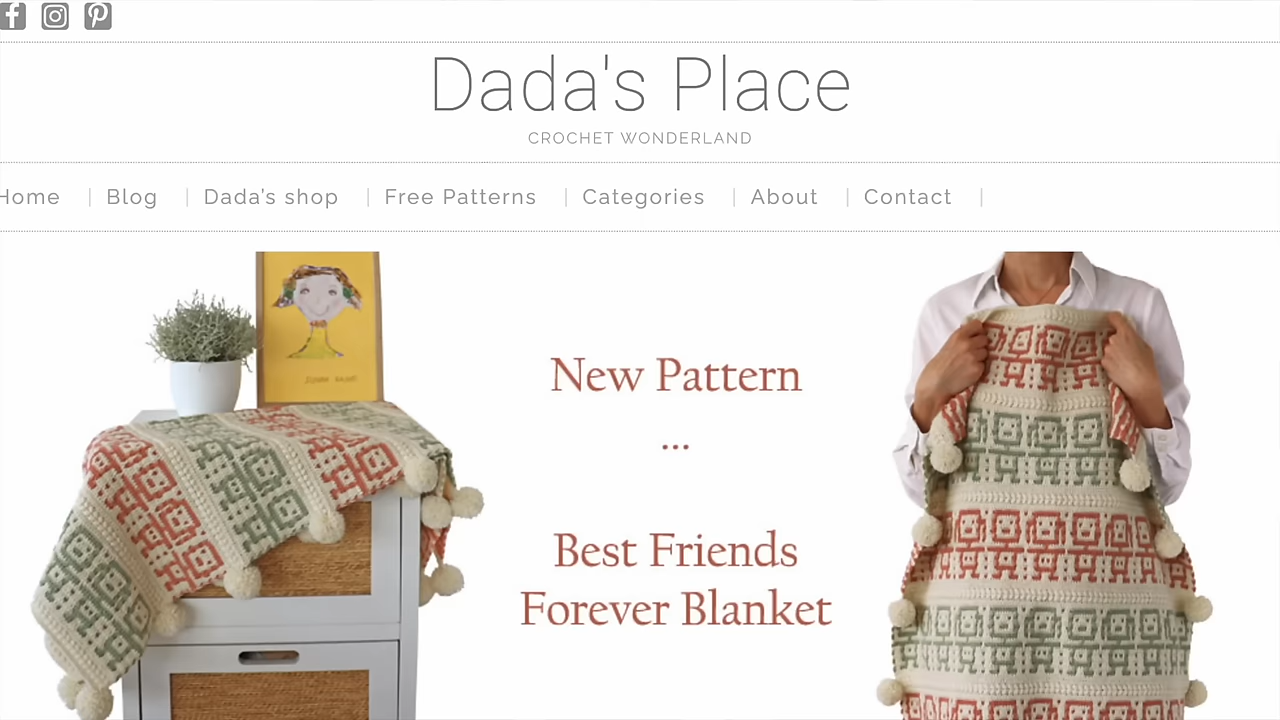 Dada's Place
CROCHET WONDERLAND
Home
Blog
Dada's shop
Free Patterns
Categories
About
Contact
New Pattern
...
Best Friends
Forever Blanket